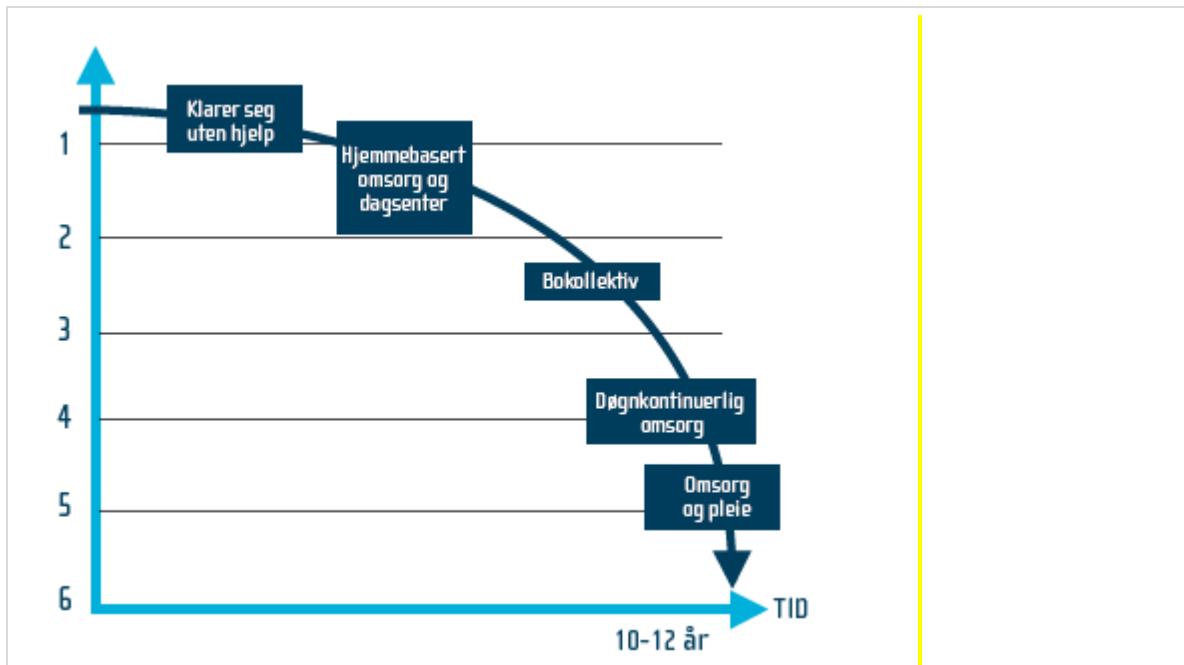 Klarer seg
uten hjelp
1
Hjemmebasert
omsorg og
dagsenter
2
Bokollektiv
3
Døgnkontinuerlig
omsorg
4
Omsorg
og pleie
5
6
TID
10-12 år